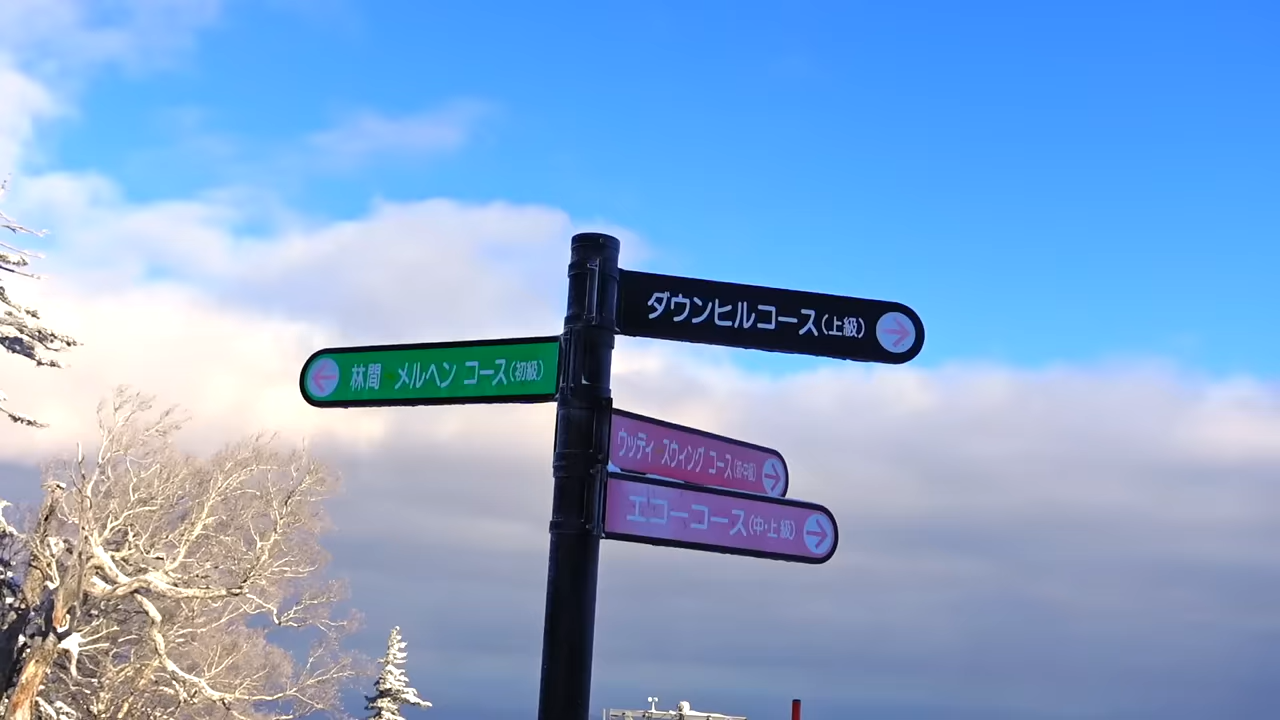 ダウンヒルコース(上級)
林間 メルヘン コース(初級)
ウッディ スウィング コース(初・中級)
エコーコース(中・上級)